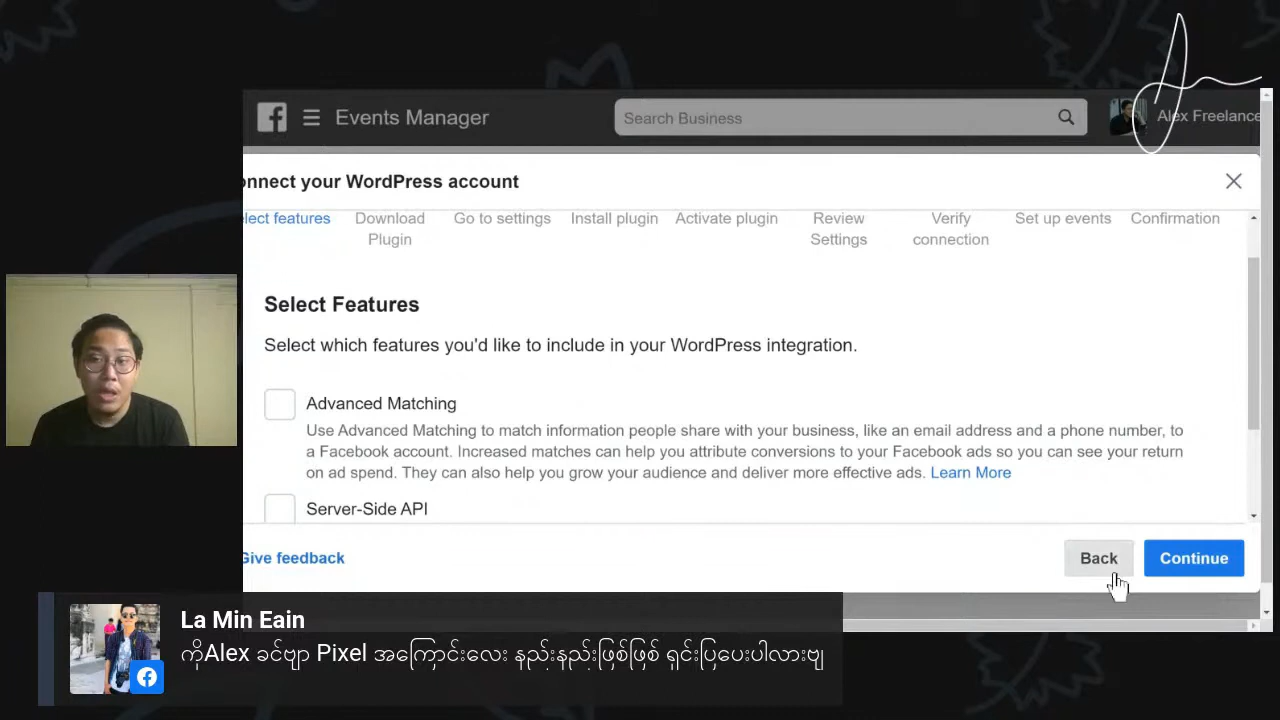 Events Manager
Search Business
Alex Freelance
onnect your WordPress account
elect features
Download Plugin
Go to settings
Install plugin
Activate plugin
Review Settings
Verify connection
Set up events
Confirmation
Select Features
Select which features you'd like to include in your WordPress integration.
Advanced Matching
Use Advanced Matching to match information people share with your business, like an email address and a phone number, to
a Facebook account. Increased matches can help you attribute conversions to your Facebook ads so you can see your return
on ad spend. They can also help you grow your audience and deliver more effective ads. Learn More
Server-Side API
Give feedback
Back
Continue
La Min Eain
ကိုAlex ခင်ဗျာ Pixel အကြောင်းလေး နည်းနည်းဖြစ်ဖြစ် ရှင်းပြပေးပါလားဗျ